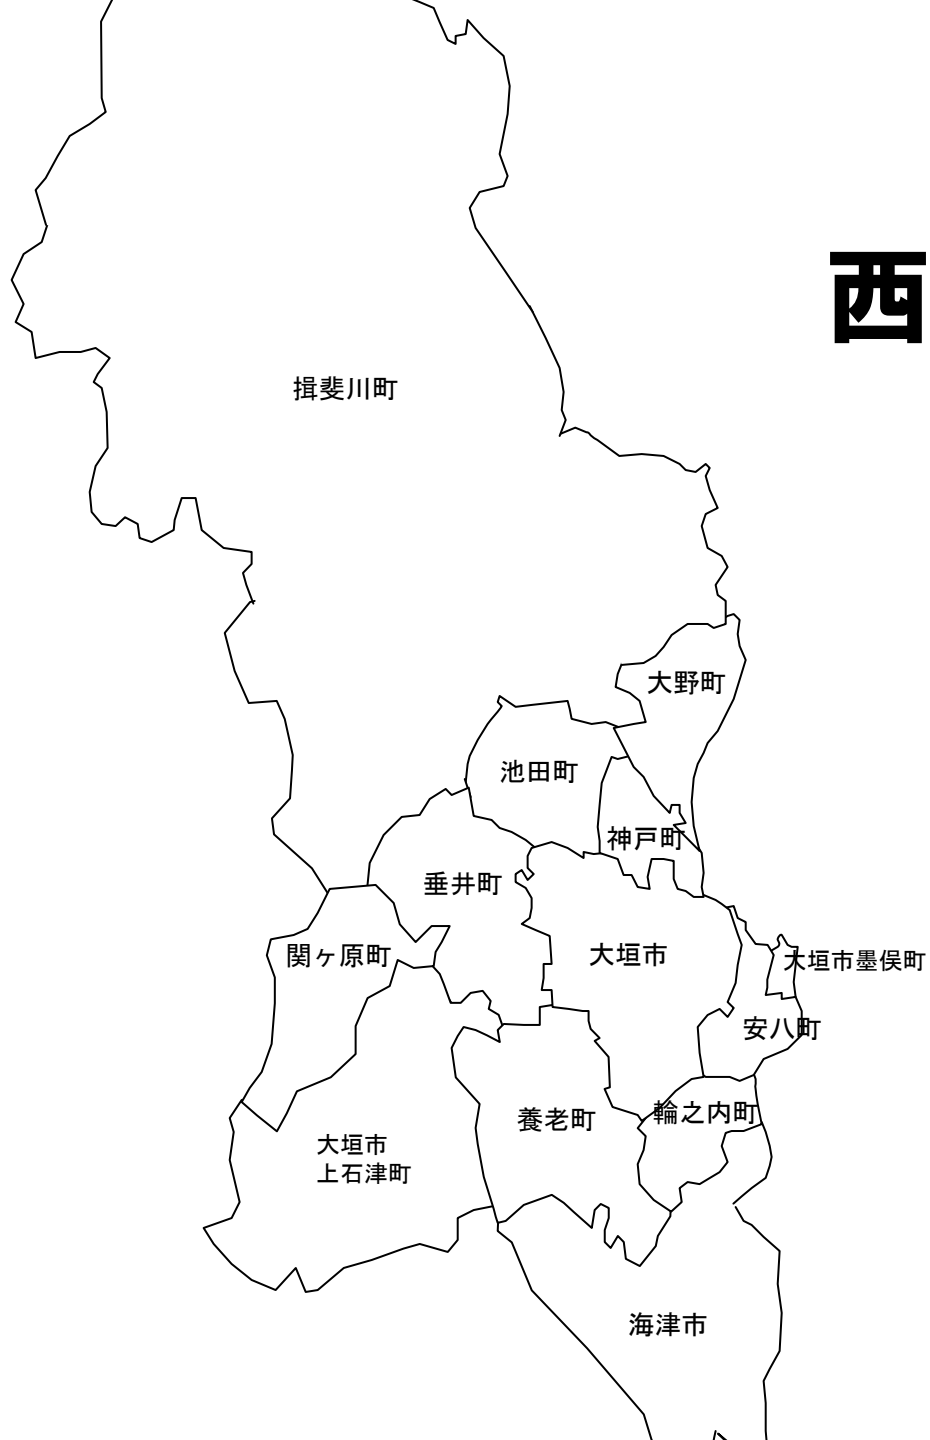 西
揖斐川町
大野町
池田町
神戸町
垂井町
関ヶ原町
大垣市
大垣市墨俣町
安八町
養老町
輪之内町
大垣市
上石津町
海津市